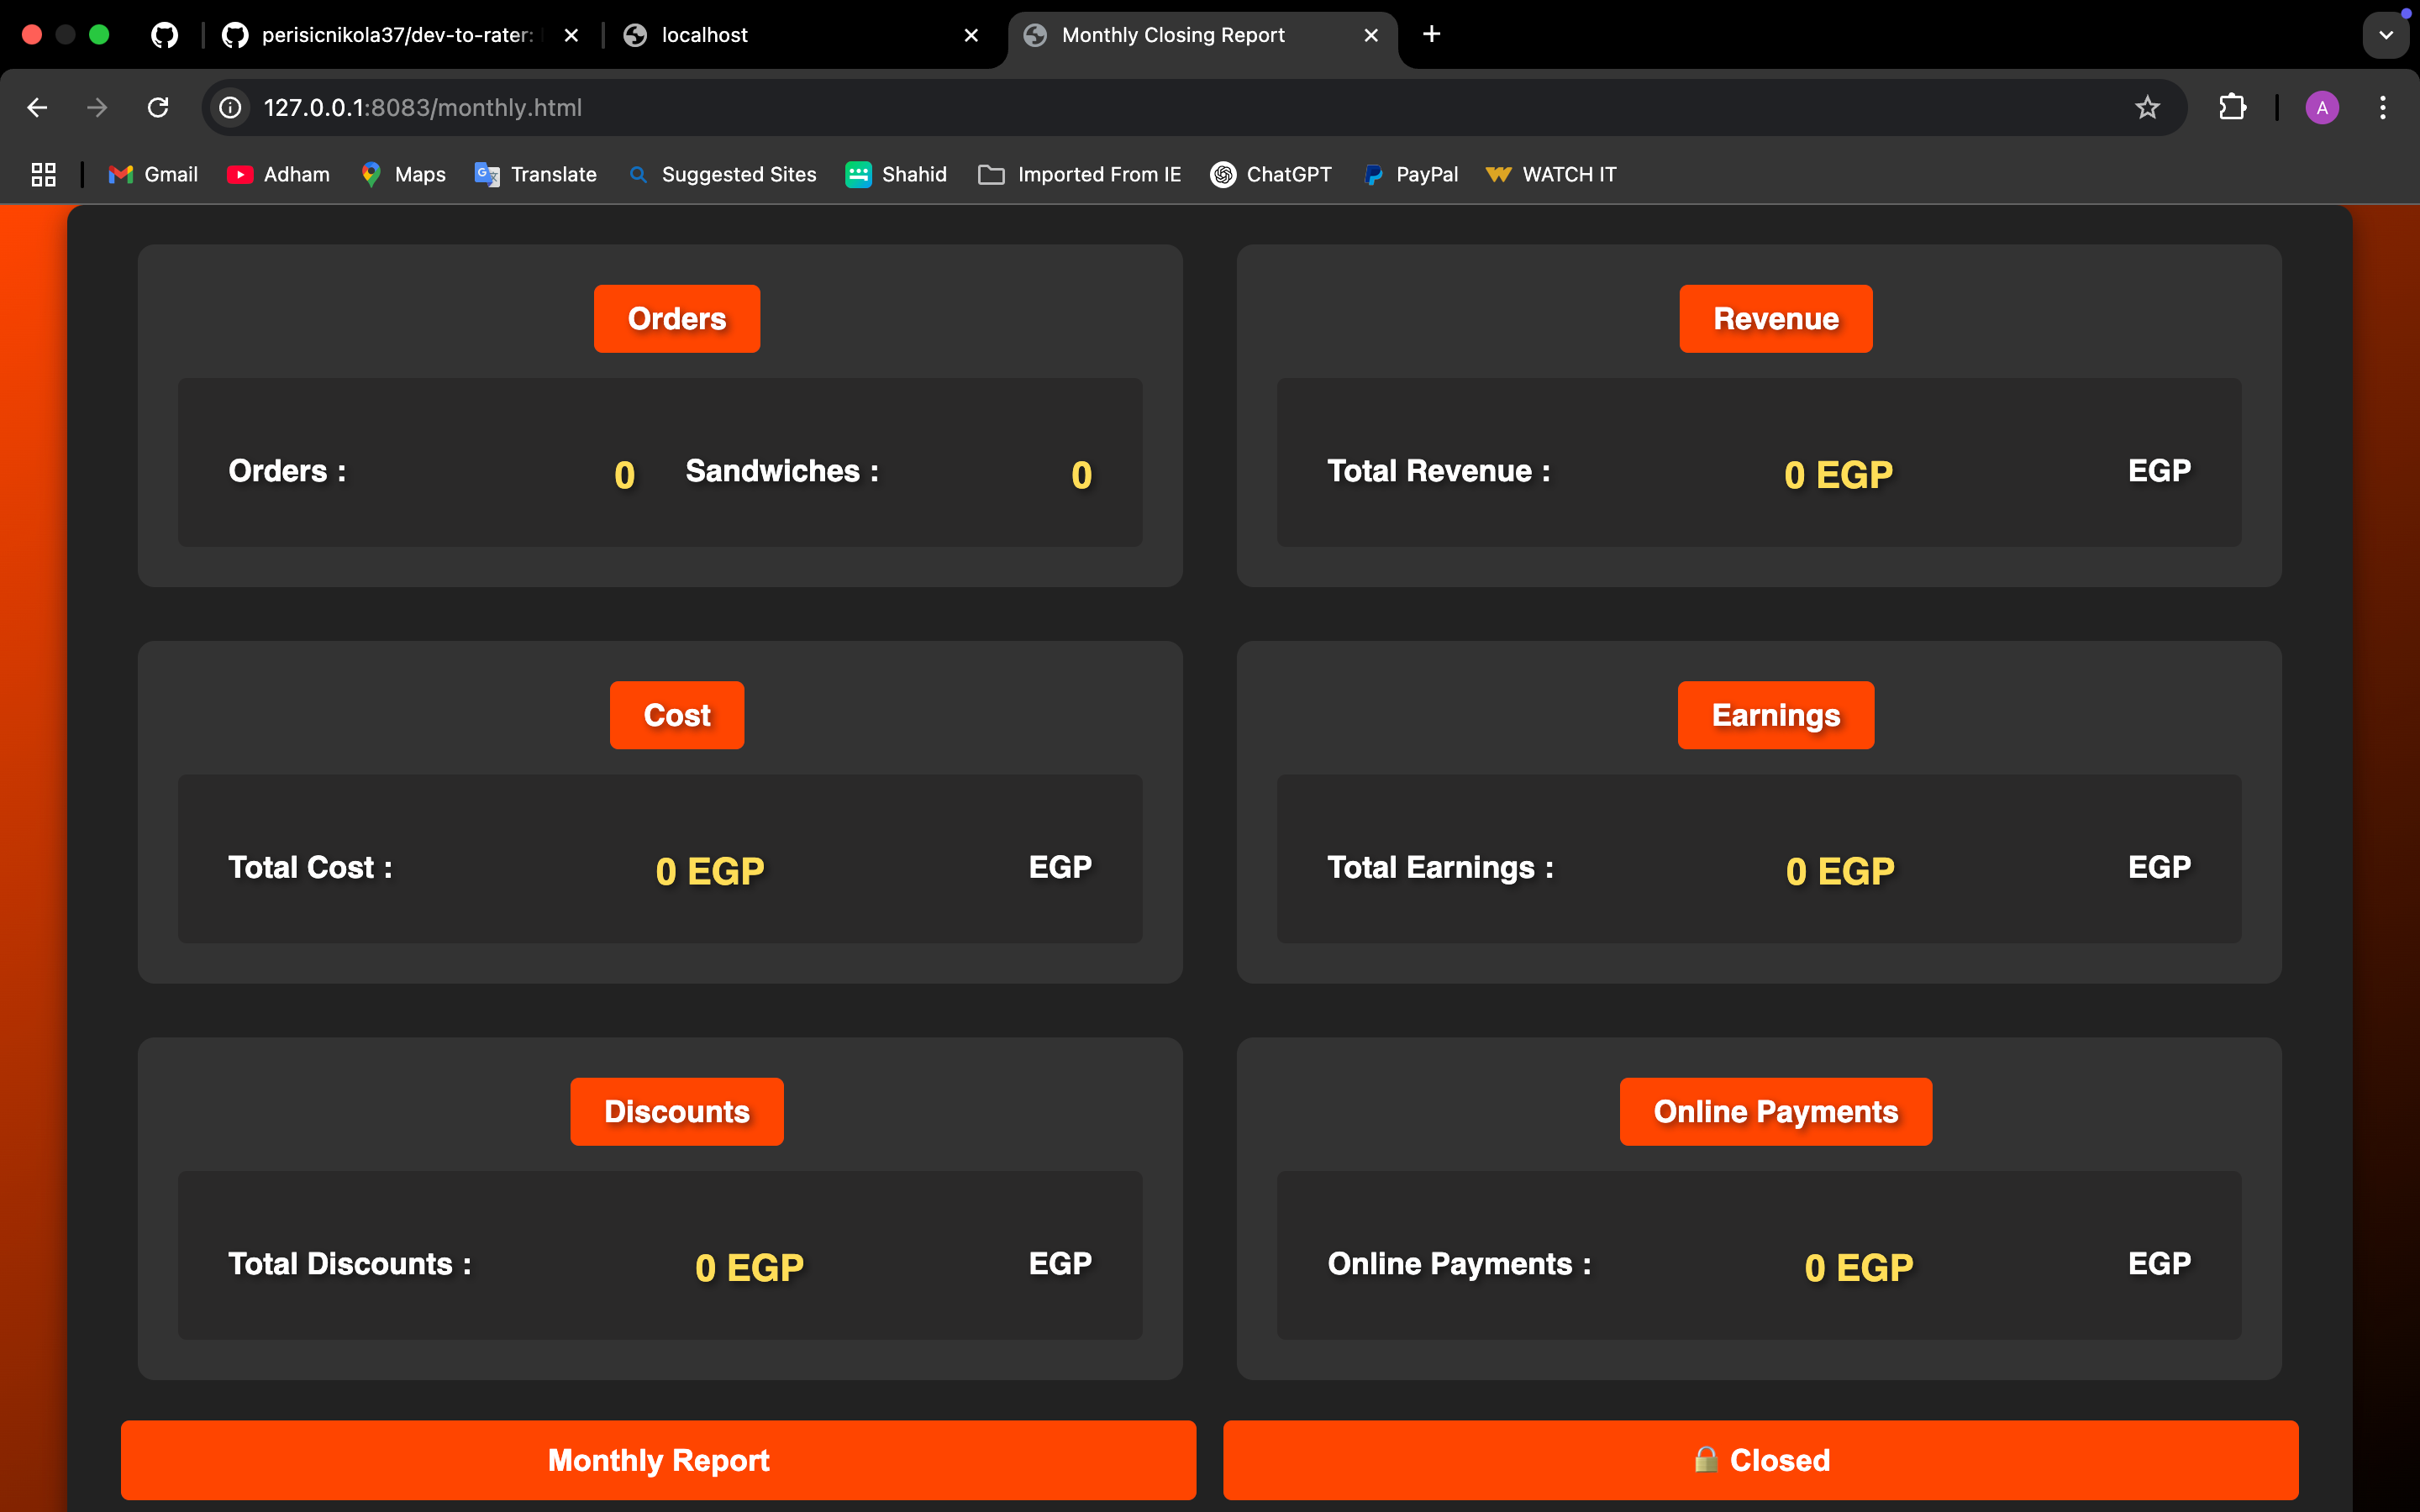 perisicnikola37/dev-to-rater:
localhost
Monthly Closing Report
127.0.0.1:8083/monthly.html
A
Gmail
Adham
Maps
Translate
Suggested Sites
Shahid
Imported From IE
ChatGPT
PayPal
WATCH IT
Orders
Orders :
0
Sandwiches :
0
Revenue
Total Revenue :
0 EGP
EGP
Cost
Total Cost :
0 EGP
EGP
Earnings
Total Earnings :
0 EGP
EGP
Discounts
Total Discounts :
0 EGP
EGP
Online Payments
Online Payments :
0 EGP
EGP
Monthly Report
🔒 Closed